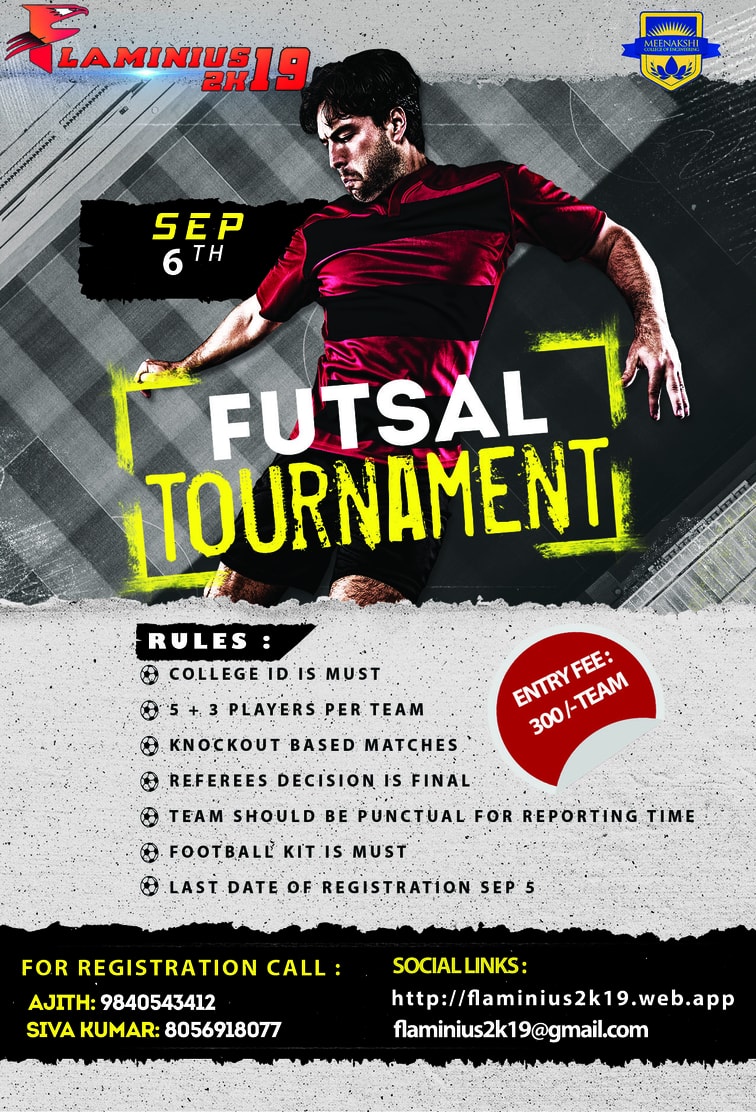 FLAMINIUS
2K19
MEENAKSHI
COLLEGE OF ENGINEERING
SEP
6TH
FUTSAL
TOURNAMENT
RULES :
COLLEGE ID IS MUST
5 + 3 PLAYERS PER TEAM
KNOCKOUT BASED MATCHES
REFEREES DECISION IS FINAL
TEAM SHOULD BE PUNCTUAL FOR REPORTING TIME
FOOTBALL KIT IS MUST
LAST DATE OF REGISTRATION SEP 5
ENTRY FEE :
300 /- TEAM
FOR REGISTRATION CALL :
AJITH: 9840543412
SIVA KUMAR: 8056918077
SOCIAL LINKS :
http://flaminius2k19.web.app
flaminius2k19@gmail.com